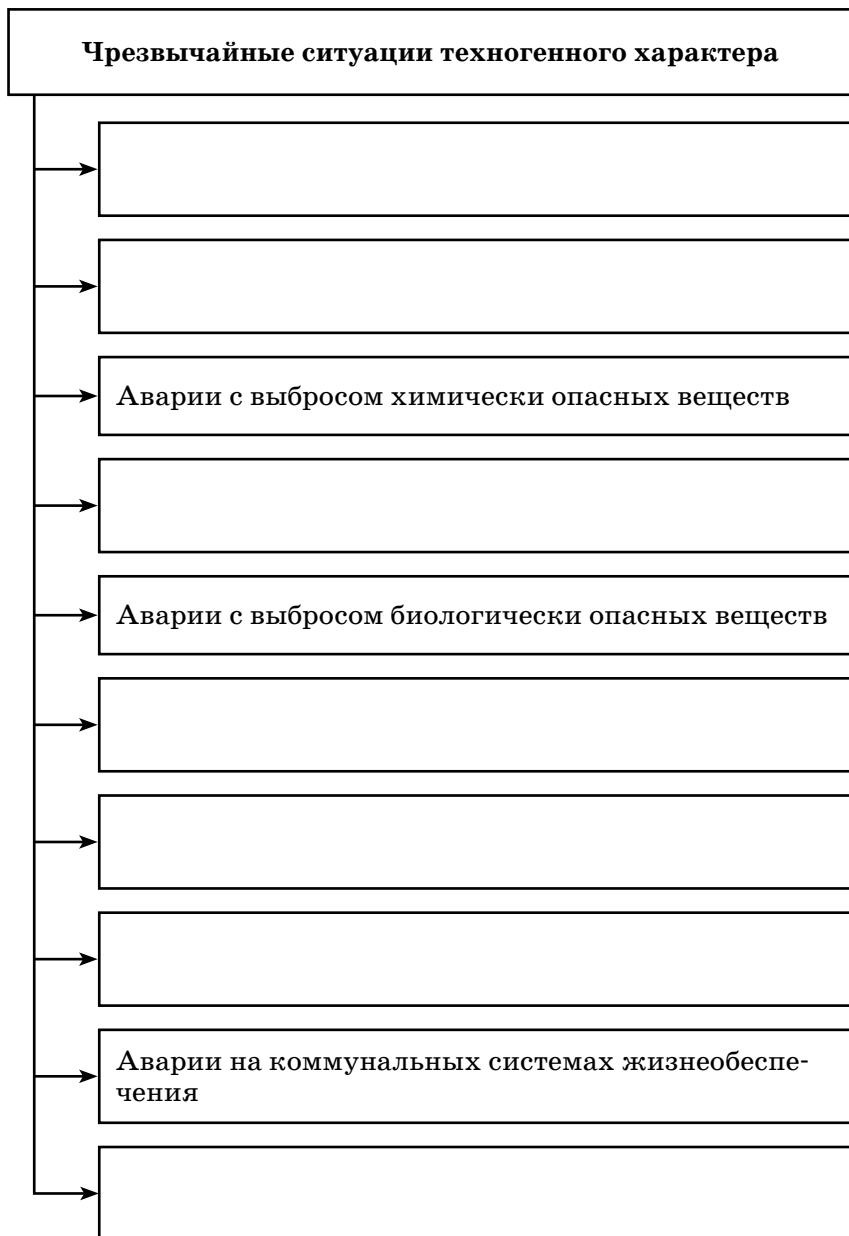 Чрезвычайные ситуации техногенного характера
Аварии с выбросом химически опасных веществ
Аварии с выбросом биологически опасных веществ
Аварии на коммунальных системах жизнеобеспе-
чения